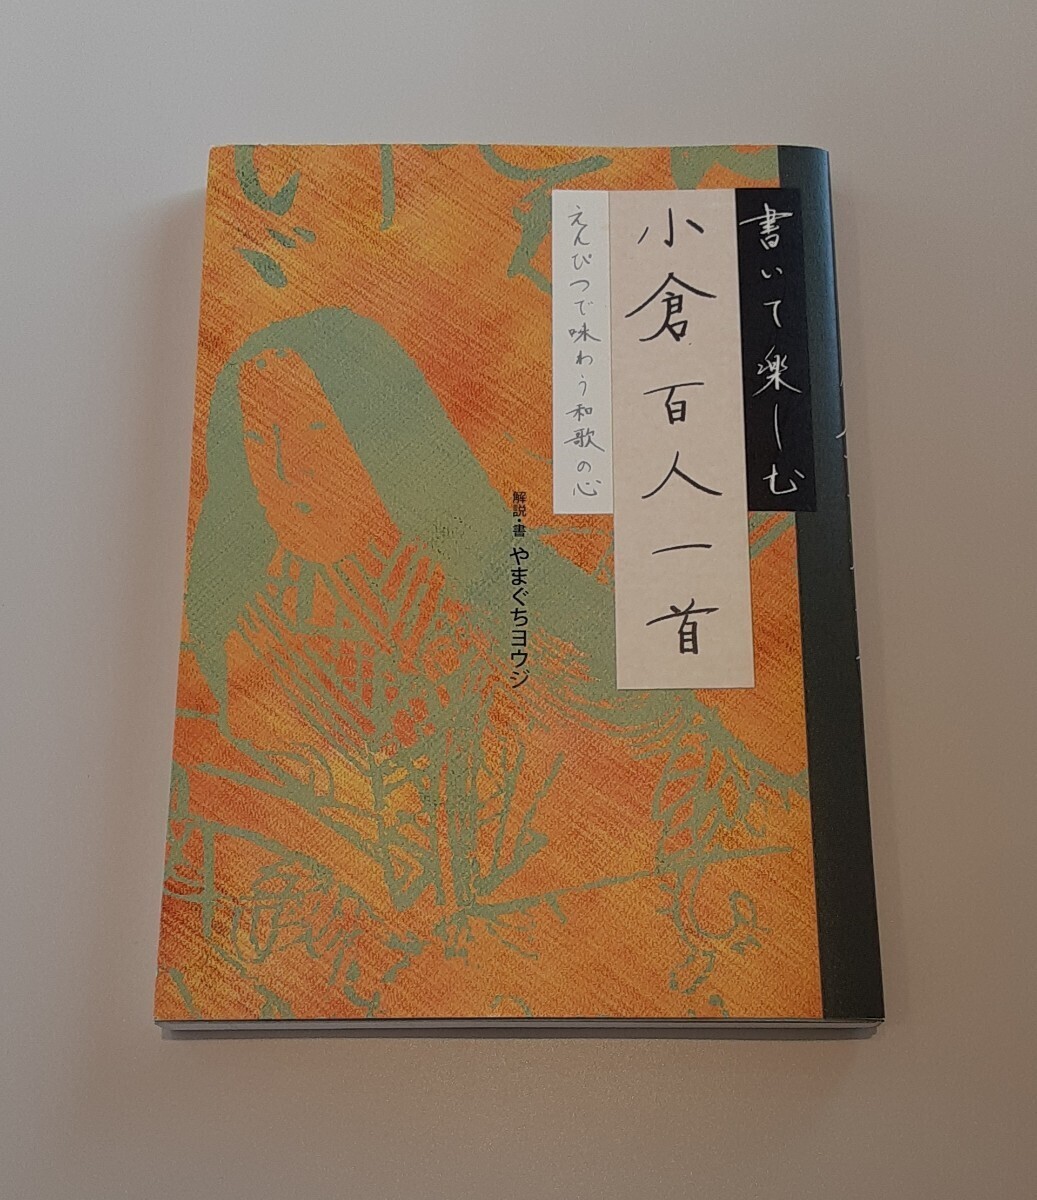 書いて楽しむ
小倉百人一首
えんぴつで味わう和歌の心
解説・書 やまぐちヨウジ